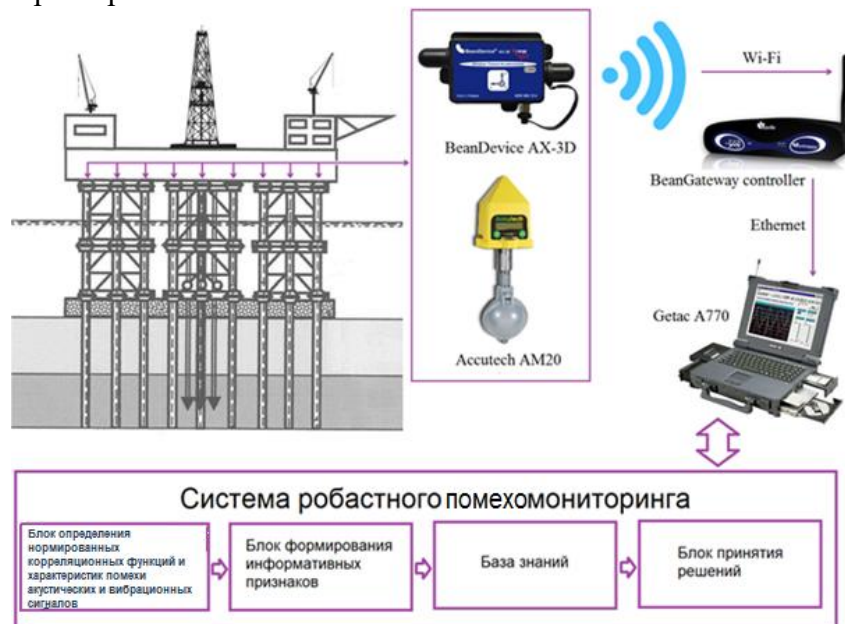 Wi-Fi
BeanDevice AX-3D
BeanGateway controller
Ethernet
Accutech AM20
Getac A770
Система робастного помехомониторинга
Блок определения
нормированных
корреляционных функций и
характеристик помехи
акустических и вибрационных
сигналов
Блок формирования
информативных
признаков
База знаний
Блок принятия
решений